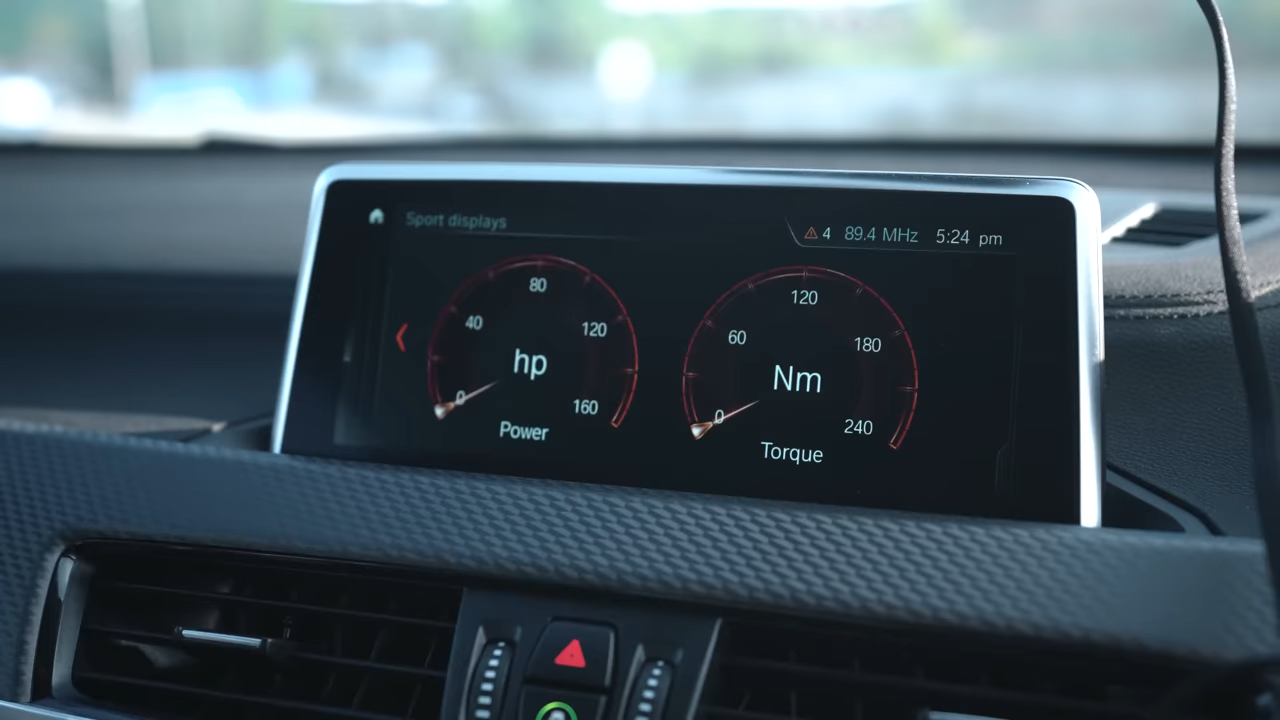 Sport displays
4 89.4 MHz 5:24 pm
80
40
120
hp
0
160
Power
120
60
180
Nm
0
240
Torque